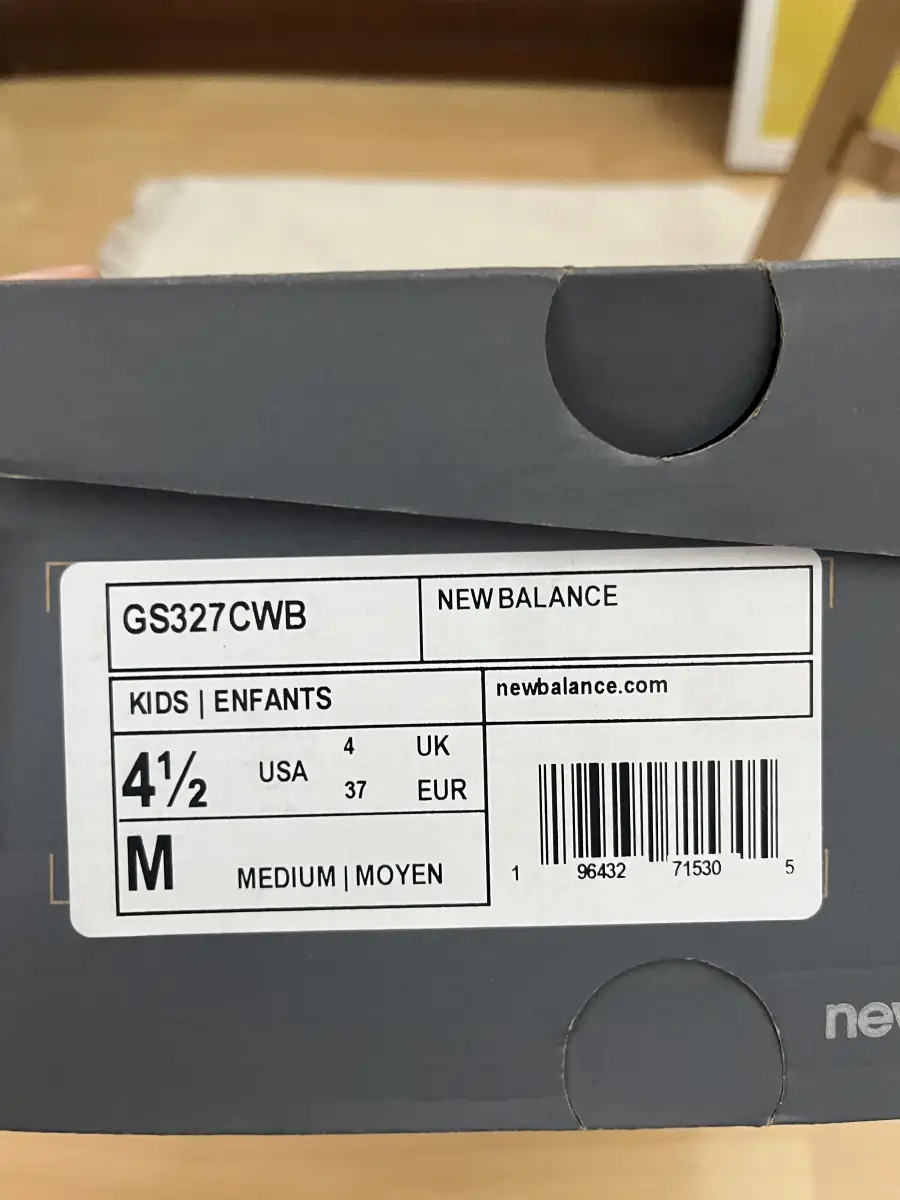 GS327CWB
NEW BALANCE
KIDS | ENFANTS
newbalance.com
4½ USA 4 UK
37 EUR
M MEDIUM | MOYEN
1 96432 71530 5
new